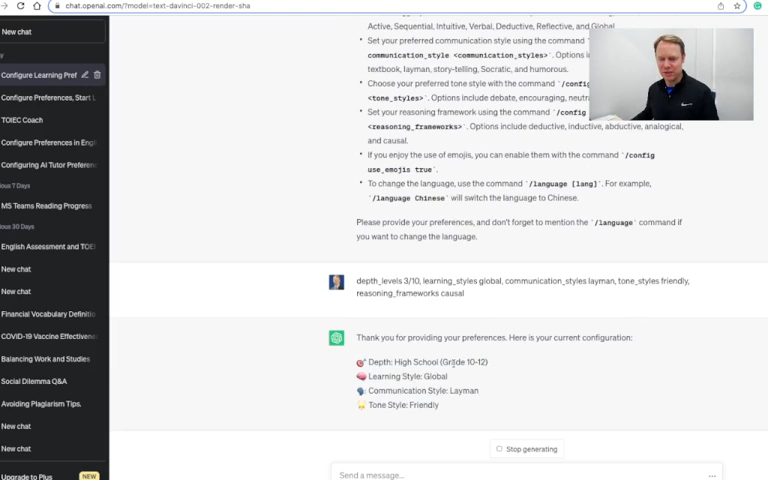 chat.openai.com/?model=text-davinci-002-render-sha
New chat
Configure Learning Pref
Configure Preferences, Start L
TOIEC Coach
Configure Preferences in Engl
Configuring AI Tutor Preferenc
ous 7 Days
MS Teams Reading Progress
ous 30 Days
English Assessment and TOE
New chat
New chat
Financial Vocabulary Definitio
COVID-19 Vaccine Effectivene
Balancing Work and Studies
Social Dilemma Q&A
Avoiding Plagiarism Tips.
New chat
New chat
Upgrade to Plus NEW
Active, Sequential, Intuitive, Verbal, Deductive, Reflective, and Global.
• Set your preferred communication style using the command `
communication_style <communication_styles>`. Options i
textbook, layman, story-telling, Socratic, and humorous.
• Choose your preferred tone style with the command `/config
<tone_styles>`. Options include debate, encouraging, neutr
• Set your reasoning framework using the command `/config
<reasoning_frameworks>`. Options include deductive, inductive, abductive, analogical,
and causal.
• If you enjoy the use of emojis, you can enable them with the command `/config
use_emojis true`.
• To change the language, use the command `/language [lang]`. For example,
`/language Chinese` will switch the language to Chinese.
Please provide your preferences, and don't forget to mention the `/language` command if
you want to change the language.
depth_levels 3/10, learning_styles global, communication_styles layman, tone_styles friendly,
reasoning_frameworks causal
Thank you for providing your preferences. Here is your current configuration:
🎯 Depth: High School (Grade 10-12)
🧠 Learning Style: Global
🗣️ Communication Style: Layman
🌟 Tone Style: Friendly
Stop generating
Send a message...